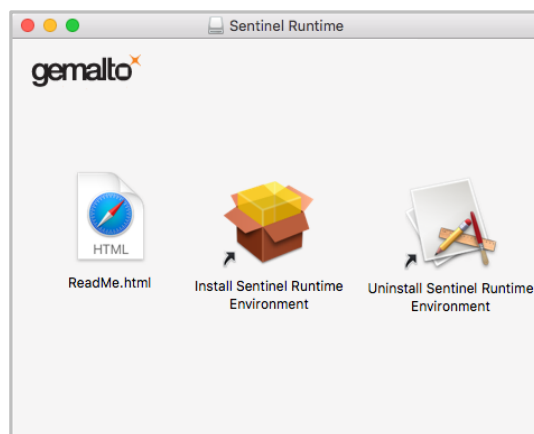 Sentinel Runtime
gemalto
HTML
ReadMe.html
Install Sentinel Runtime
Environment
Uninstall Sentinel Runtime
Environment